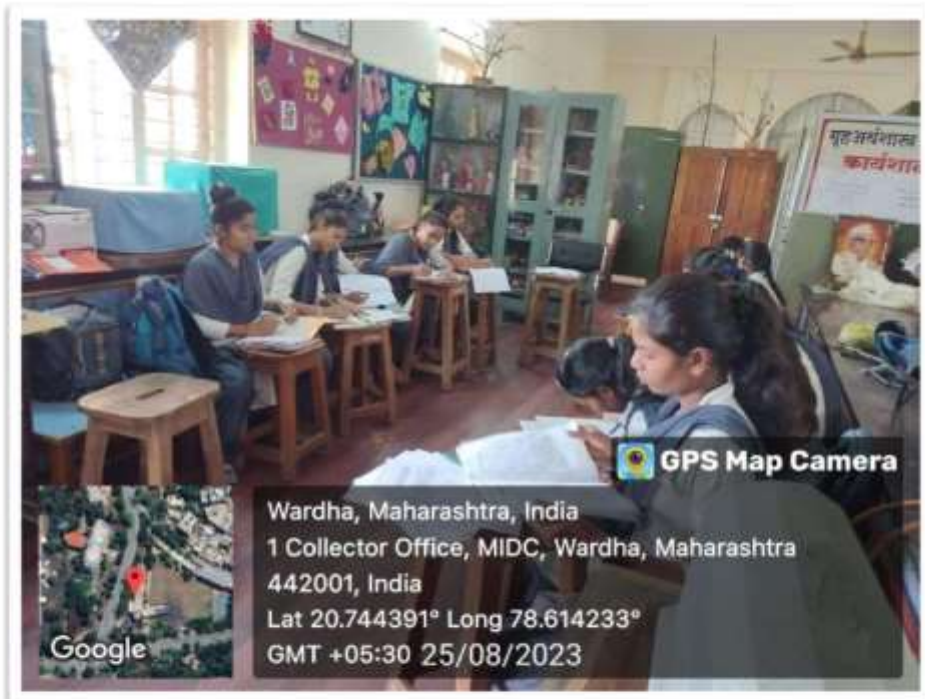 गृहअर्थशास्त्र
GPS Map Camera
Wardha, Maharashtra, India
1 Collector Office, MIDC, Wardha, Maharashtra
442001, India
Lat 20.744391° Long 78.614233°
GMT +05:30 25/08/2023
Google